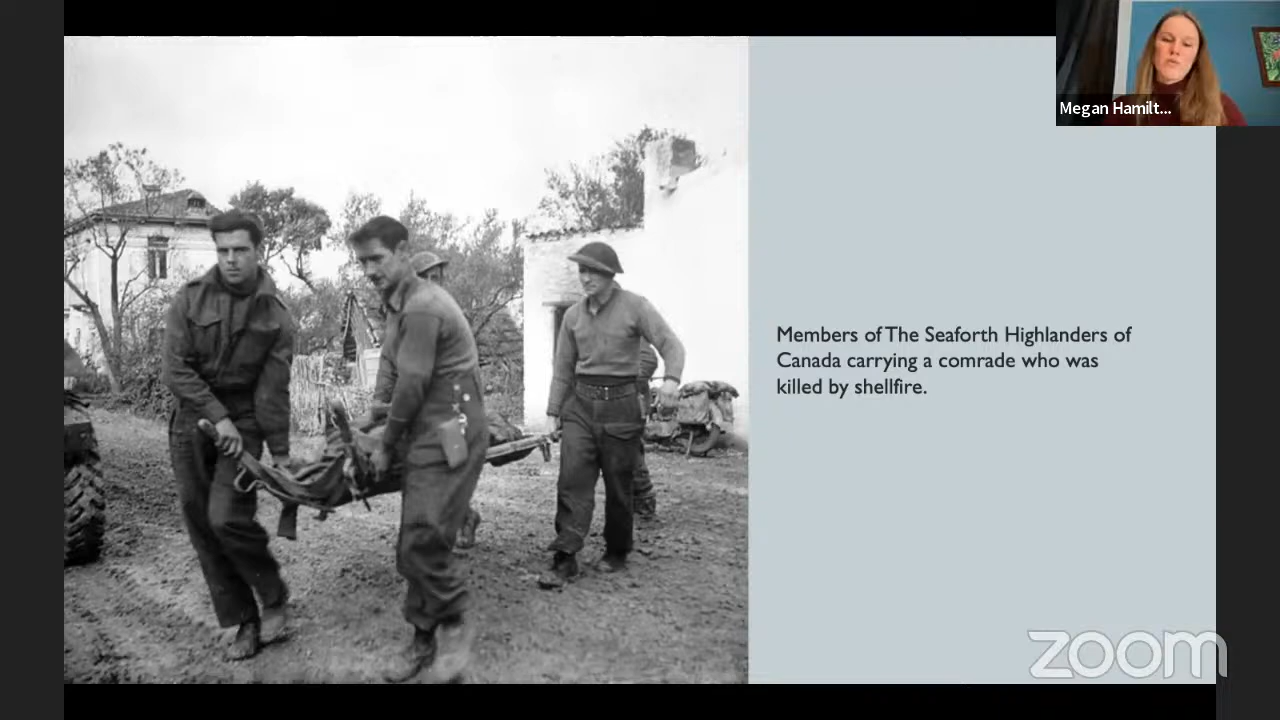 Megan Hamilt...
Members of The Seaforth Highlanders of
Canada carrying a comrade who was
killed by shellfire.
zoom